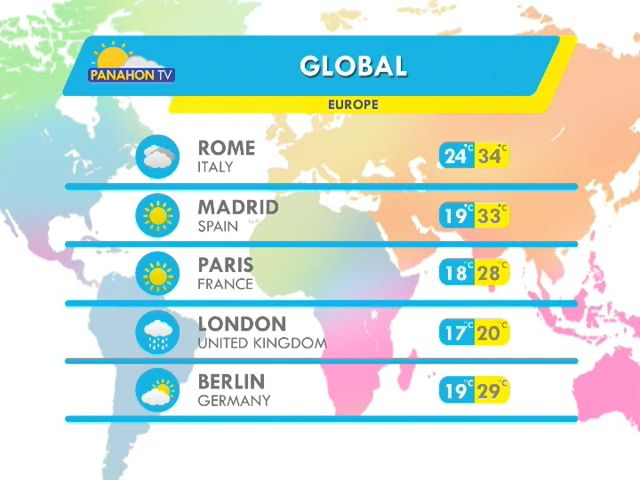 PANAHON TV
GLOBAL
EUROPE
ROME
ITALY
24°C 34°C
MADRID
SPAIN
19°C 33°C
PARIS
FRANCE
18°C 28°C
LONDON
UNITED KINGDOM
17°C 20°C
BERLIN
GERMANY
19°C 29°C